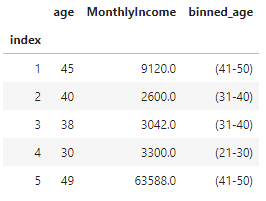 age MonthlyIncome binned_age
index
1 45 9120.0 (41-50)
2 40 2600.0 (31-40)
3 38 3042.0 (31-40)
4 30 3300.0 (21-30)
5 49 63588.0 (41-50)